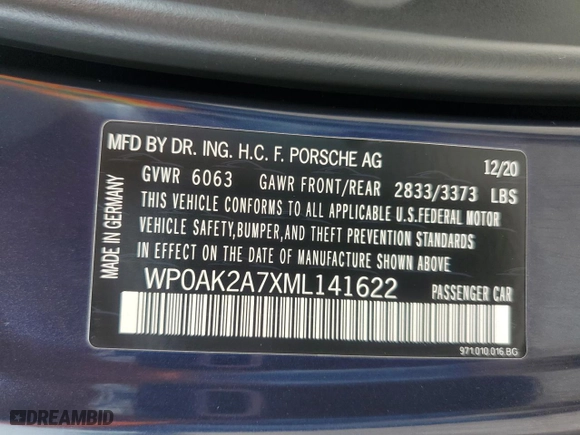 MFD BY DR. ING. H.C. F. PORSCHE AG 12/20
GVWR 6063 GAWR FRONT/REAR 2833/3373 LBS
THIS VEHICLE CONFORMS TO ALL APPLICABLE U.S.FEDERAL MOTOR
VEHICLE SAFETY,BUMPER,AND THEFT PREVENTION STANDARDS
IN EFFECT ON THE DATE OF MANUFACTURE SHOWN ABOVE.
MADE IN GERMANY
WP0AK2A7XML141622 PASSENGER CAR
971.010.016.BG
DREAMBID